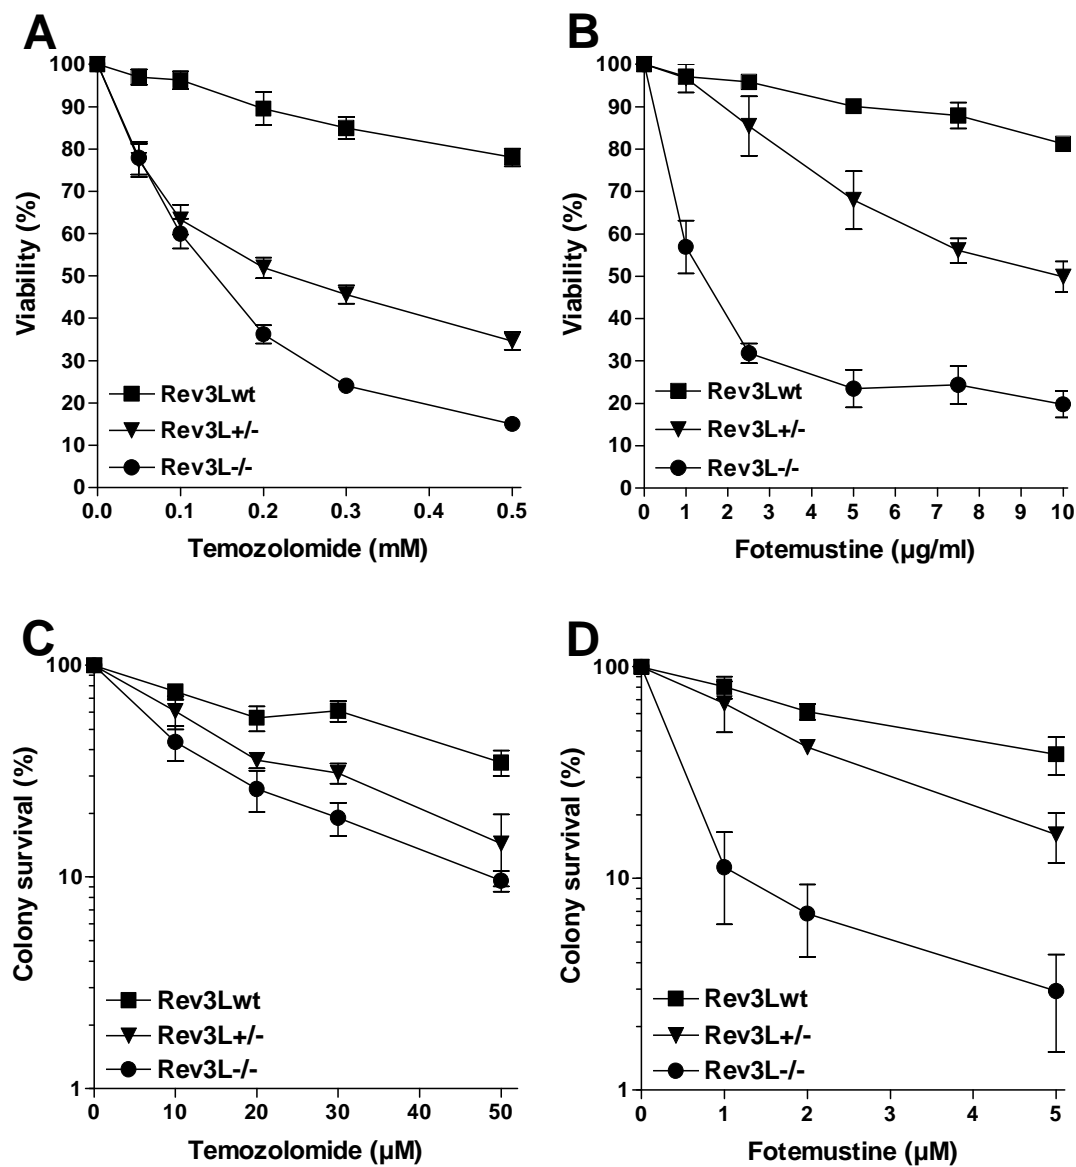 A
100
90
80
70
60
50
40
30
20
10
0
Viability (%)
Rev3Lwt
Rev3L+/-
Rev3L-/-
0.0 0.1 0.2 0.3 0.4 0.5
Temozolomide (mM)
B
100
90
80
70
60
50
40
30
20
10
0
Viability (%)
Rev3Lwt
Rev3L+/-
Rev3L-/-
0 1 2 3 4 5 6 7 8 9 10
Fotemustine (µg/ml)
C
100
10
1
Colony survival (%)
Rev3Lwt
Rev3L+/-
Rev3L-/-
0 10 20 30 40 50
Temozolomide (µM)
D
100
10
1
Colony survival (%)
Rev3Lwt
Rev3L+/-
Rev3L-/-
0 1 2 3 4 5
Fotemustine (µM)